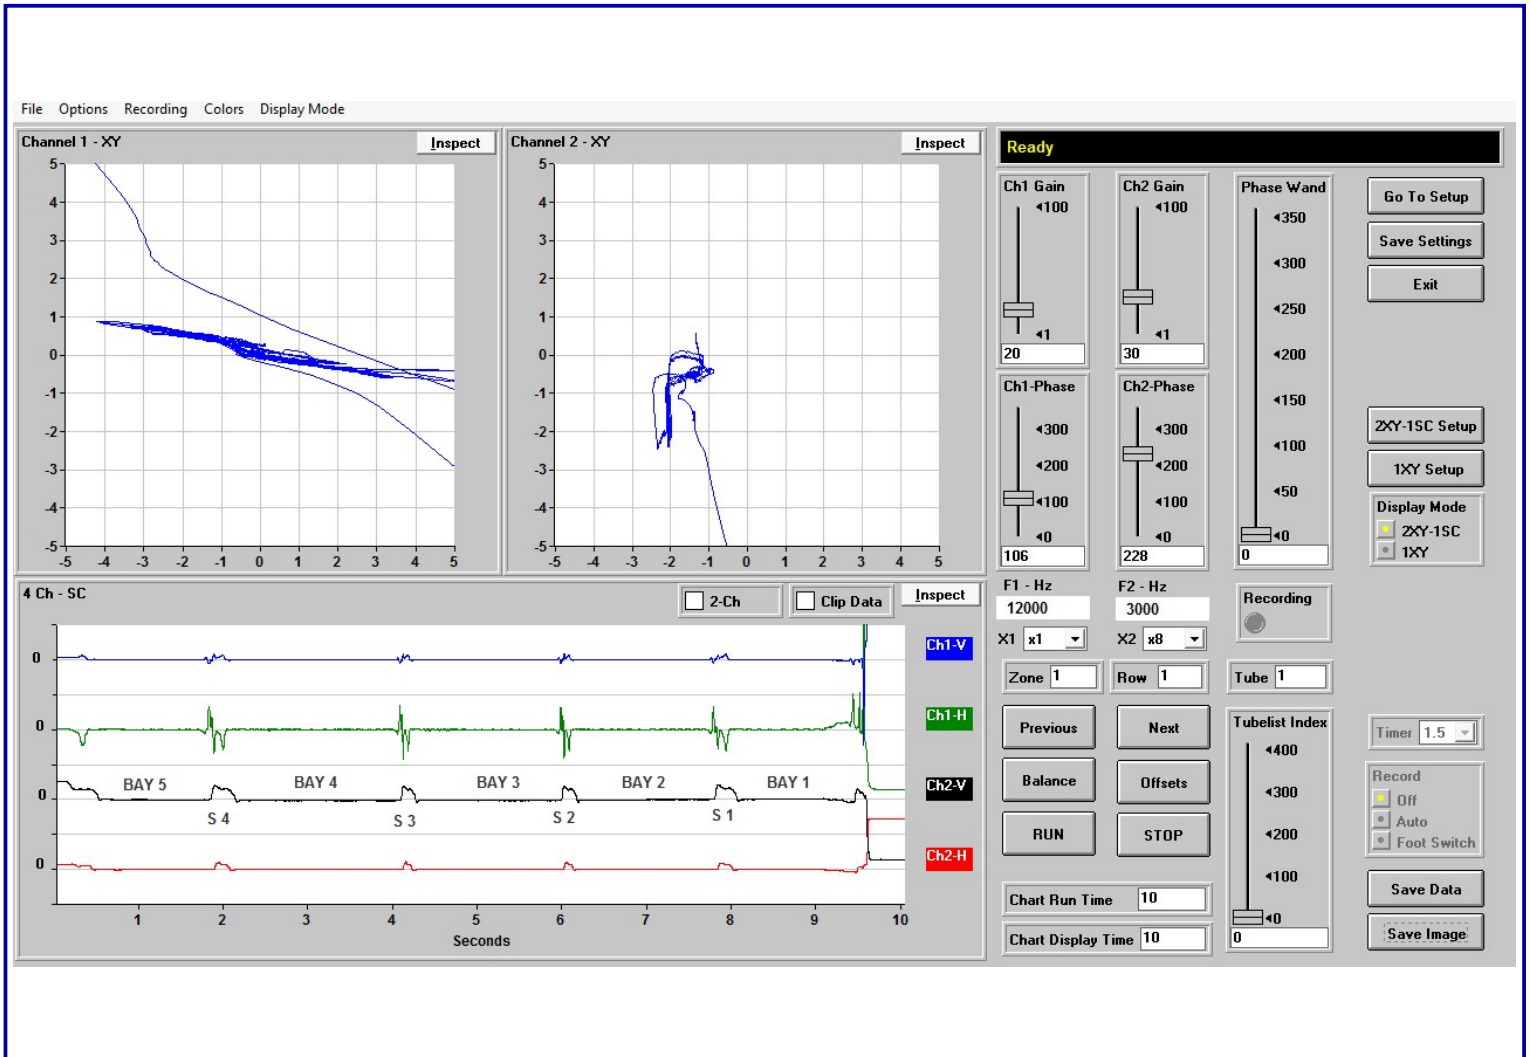 File Options Recording Colors Display Mode
Channel 1 - XY
Inspect
5
4
3
2
1
0
-1
-2
-3
-4
-5
-5 -4 -3 -2 -1 0 1 2 3 4 5
Channel 2 - XY
Inspect
5
4
3
2
1
0
-1
-2
-3
-4
-5
-5 -4 -3 -2 -1 0 1 2 3 4 5
4 Ch - SC
2-Ch
Clip Data
Inspect
0
Ch1-V
0
Ch1-H
0
BAY 5 BAY 4 BAY 3 BAY 2 BAY 1
Ch2-V
S 4 S 3 S 2 S 1
0
Ch2-H
1 2 3 4 5 6 7 8 9 10
Seconds
Ready
Ch1 Gain
100
1
20
Ch2 Gain
100
1
30
Phase Wand
350
300
250
200
150
100
50
0
0
Ch1-Phase
300
200
100
0
106
Ch2-Phase
300
200
100
0
228
Go To Setup
Save Settings
Exit
2XY-1SC Setup
1XY Setup
Display Mode
2XY-1SC
1XY
F1 - Hz
12000
F2 - Hz
3000
Recording
X1 x1
X2 x8
Zone 1
Row 1
Tube 1
Previous
Next
Balance
Offsets
RUN
STOP
Tubelist Index
400
300
200
100
0
0
Timer 1.5
Record
Off
Auto
Foot Switch
Chart Run Time 10
Chart Display Time 10
Save Data
Save Image